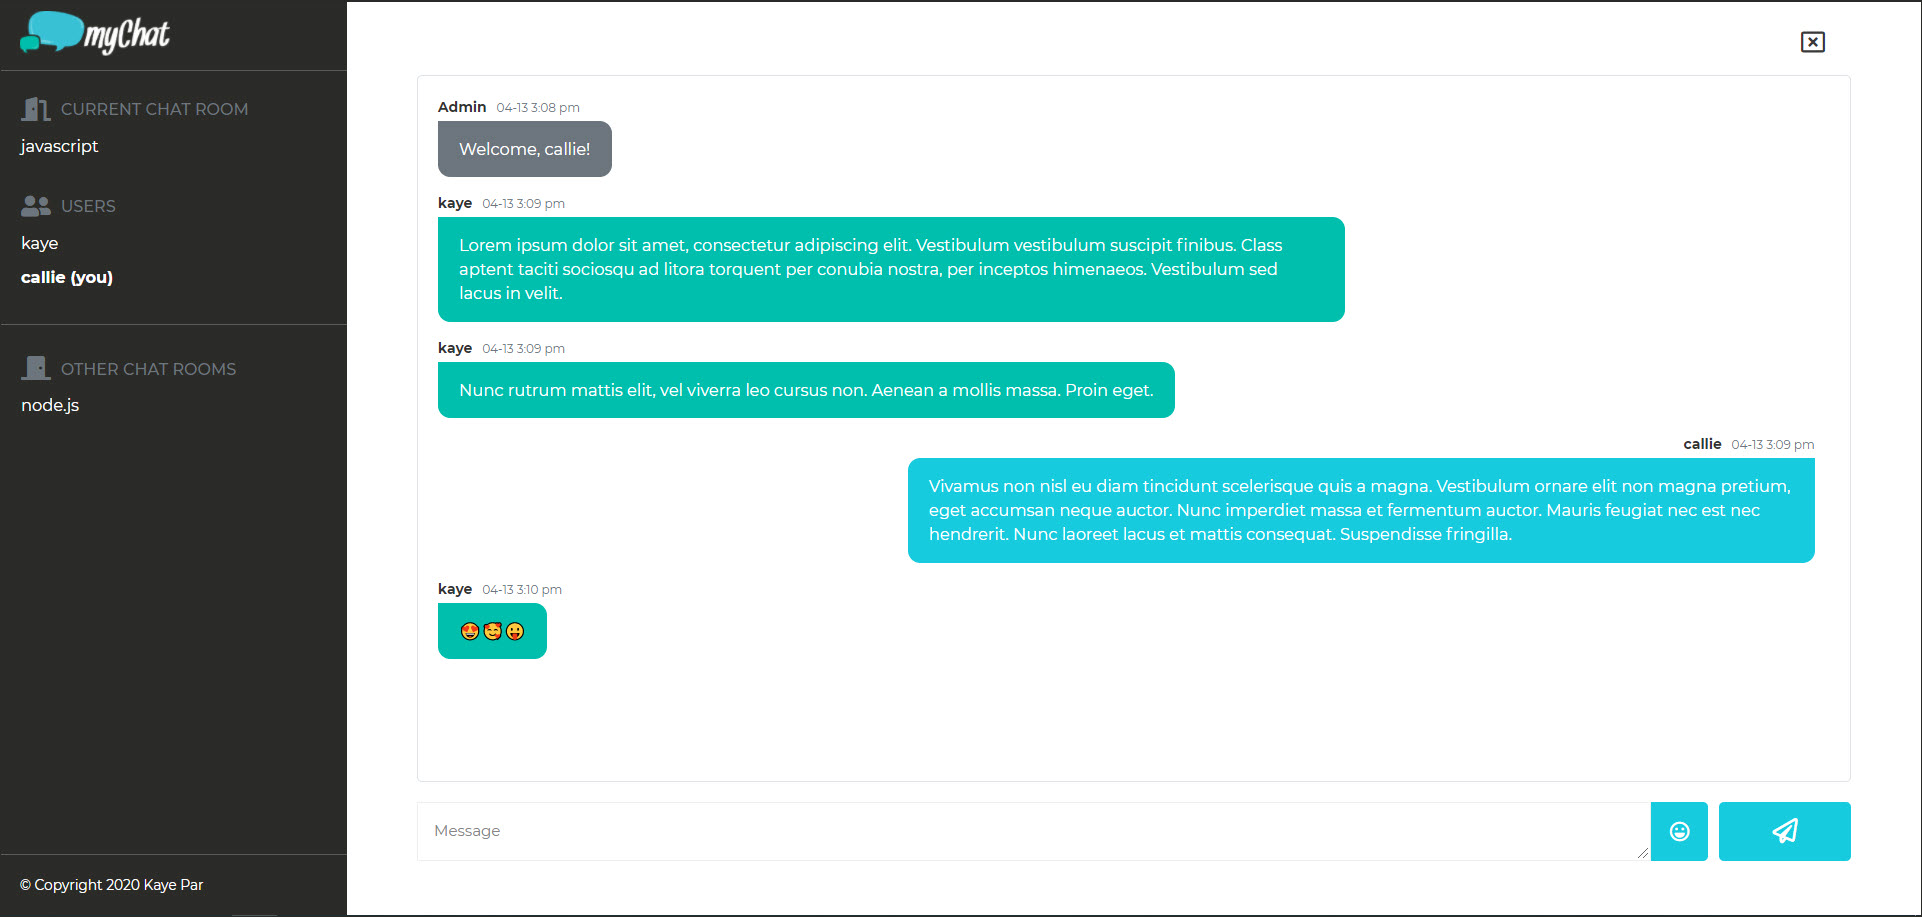 myChat
CURRENT CHAT ROOM
javascript
USERS
kaye
callie (you)
OTHER CHAT ROOMS
node.js
© Copyright 2020 Kaye Par
Admin 04-13 3:08 pm
Welcome, callie!
kaye 04-13 3:09 pm
Lorem ipsum dolor sit amet, consectetur adipiscing elit. Vestibulum vestibulum suscipit finibus. Class
aptent taciti sociosqu ad litora torquent per conubia nostra, per inceptos himenaeos. Vestibulum sed
lacus in velit.
kaye 04-13 3:09 pm
Nunc rutrum mattis elit, vel viverra leo cursus non. Aenean a mollis massa. Proin eget.
callie 04-13 3:09 pm
Vivamus non nisl eu diam tincidunt scelerisque quis a magna. Vestibulum ornare elit non magna pretium,
eget accumsan neque auctor. Nunc imperdiet massa et fermentum auctor. Mauris feugiat nec est nec
hendrerit. Nunc laoreet lacus et mattis consequat. Suspendisse fringilla.
kaye 04-13 3:10 pm
😍🥰😛
Message